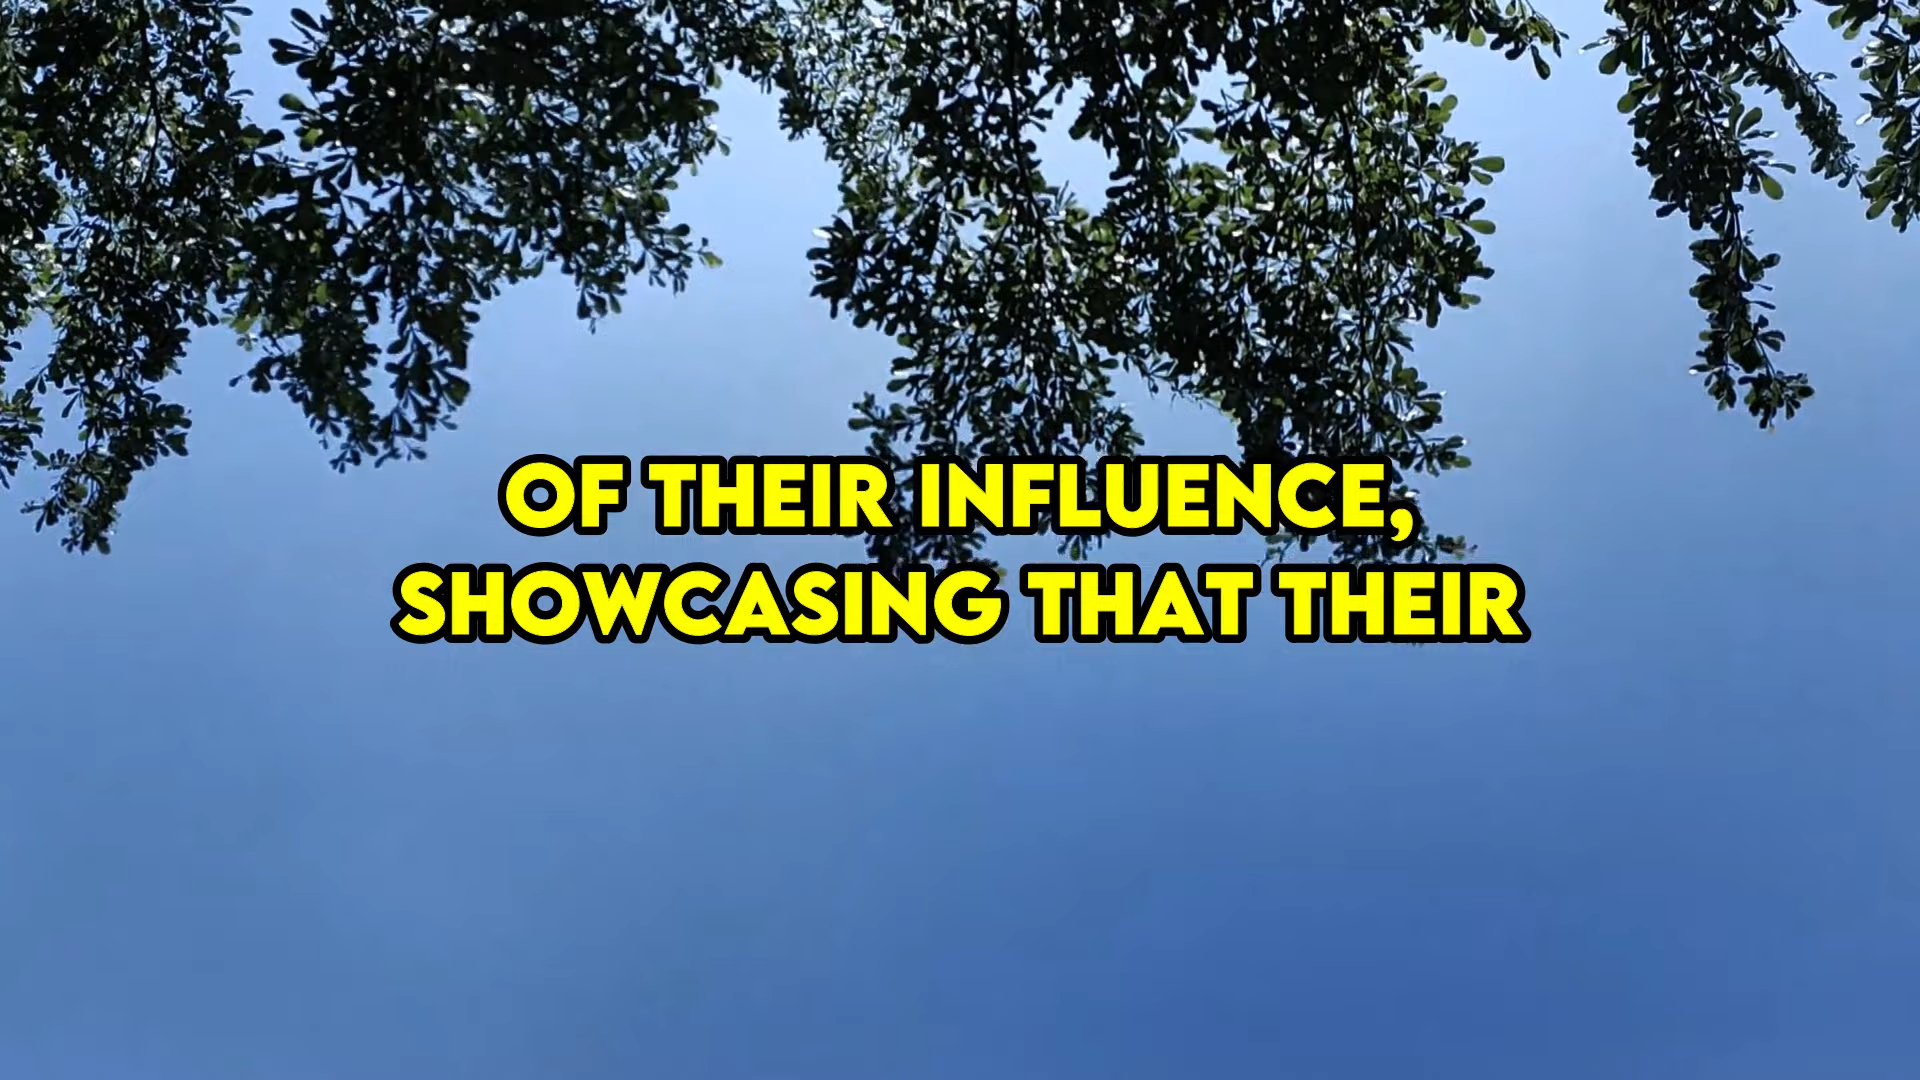 OF THEIR INFLUENCE,
SHOWCASING THAT THEIR